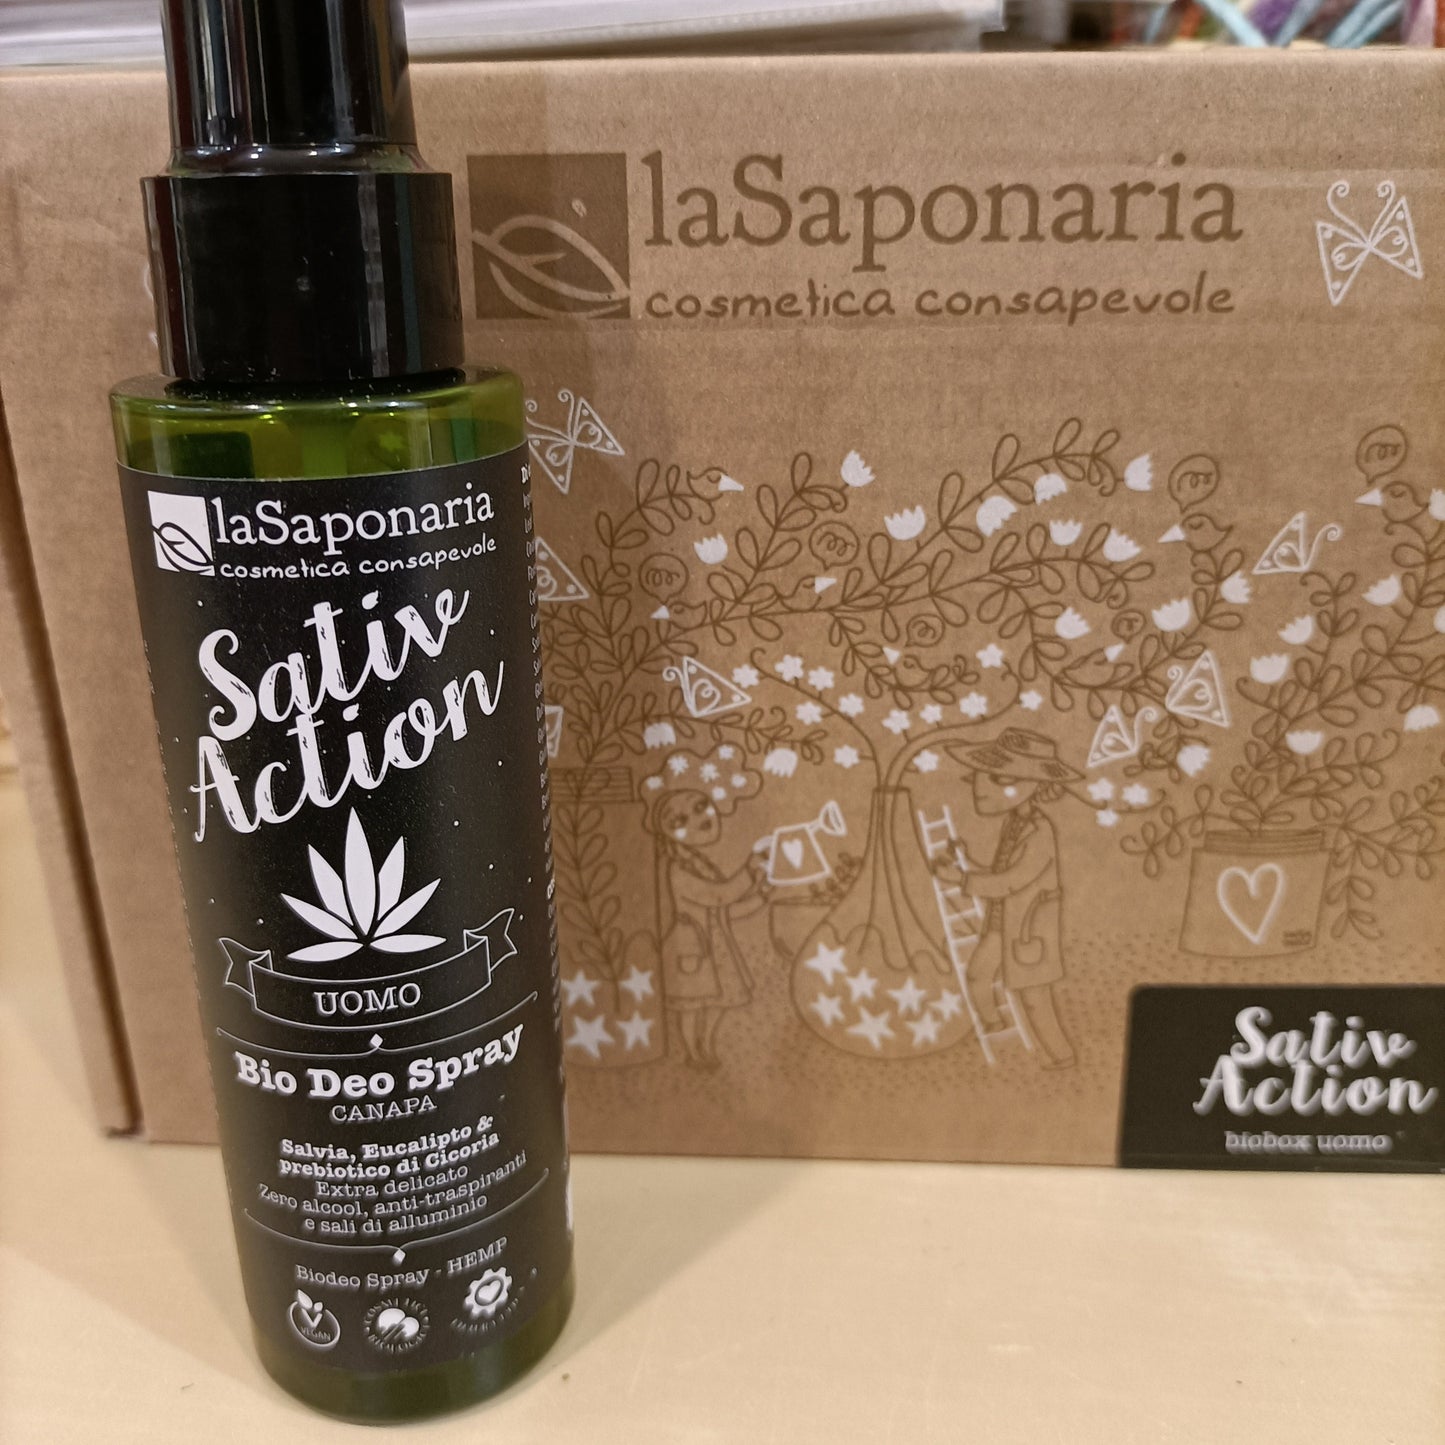 laSaponaria
cosmetica consapevole
laSaponaria
cosmetica consapevole
Sativ
Action
UOMO
Bio Deo Spray
CANAPA
Salvia, Eucalipto &
prebiotico di Cicoria
Extra delicato
Zero alcool, anti-traspiranti
e sali di alluminio
Biodeo Spray - HEMP
VEGAN
Sativ
Action
biobox uomo